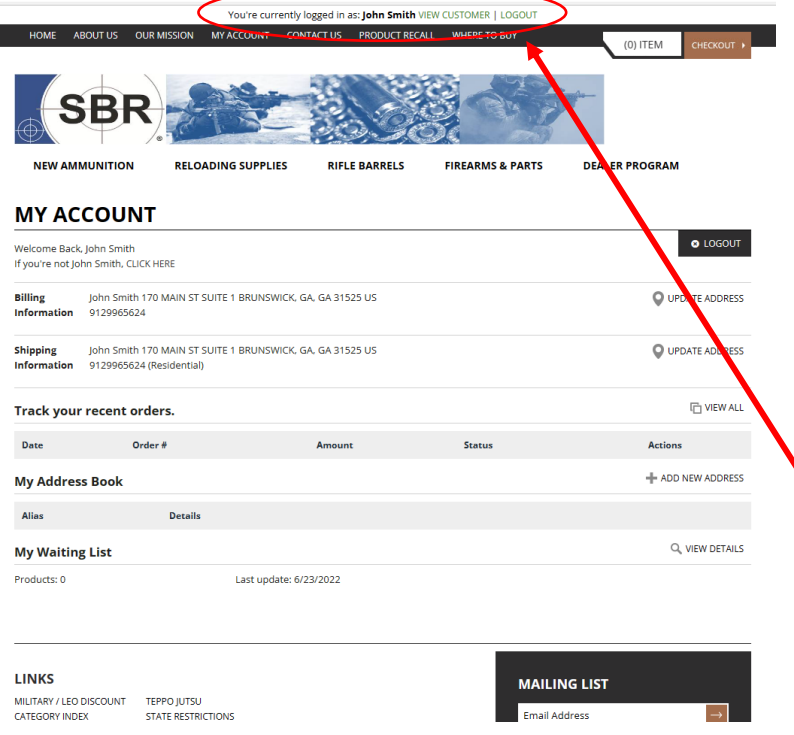 You're currently logged in as: John Smith VIEW CUSTOMER | LOGOUT
HOME ABOUT US OUR MISSION MY ACCOUNT CONTACT US PRODUCT RECALL WHERE TO BUY
(0) ITEM CHECKOUT
SBR
®
NEW AMMUNITION RELOADING SUPPLIES RIFLE BARRELS FIREARMS & PARTS DEALER PROGRAM
MY ACCOUNT
LOGOUT
Welcome Back, John Smith
If you're not John Smith, CLICK HERE
Billing Information John Smith 170 MAIN ST SUITE 1 BRUNSWICK, GA, GA 31525 US UPDATE ADDRESS
9129965624
Shipping Information John Smith 170 MAIN ST SUITE 1 BRUNSWICK, GA, GA 31525 US UPDATE ADDRESS
9129965624 (Residential)
Track your recent orders. VIEW ALL
Date Order # Amount Status Actions
My Address Book ADD NEW ADDRESS
Alias Details
My Waiting List VIEW DETAILS
Products: 0 Last update: 6/23/2022
LINKS
MILITARY / LEO DISCOUNT TEPPO JUTSU
CATEGORY INDEX STATE RESTRICTIONS
MAILING LIST
Email Address